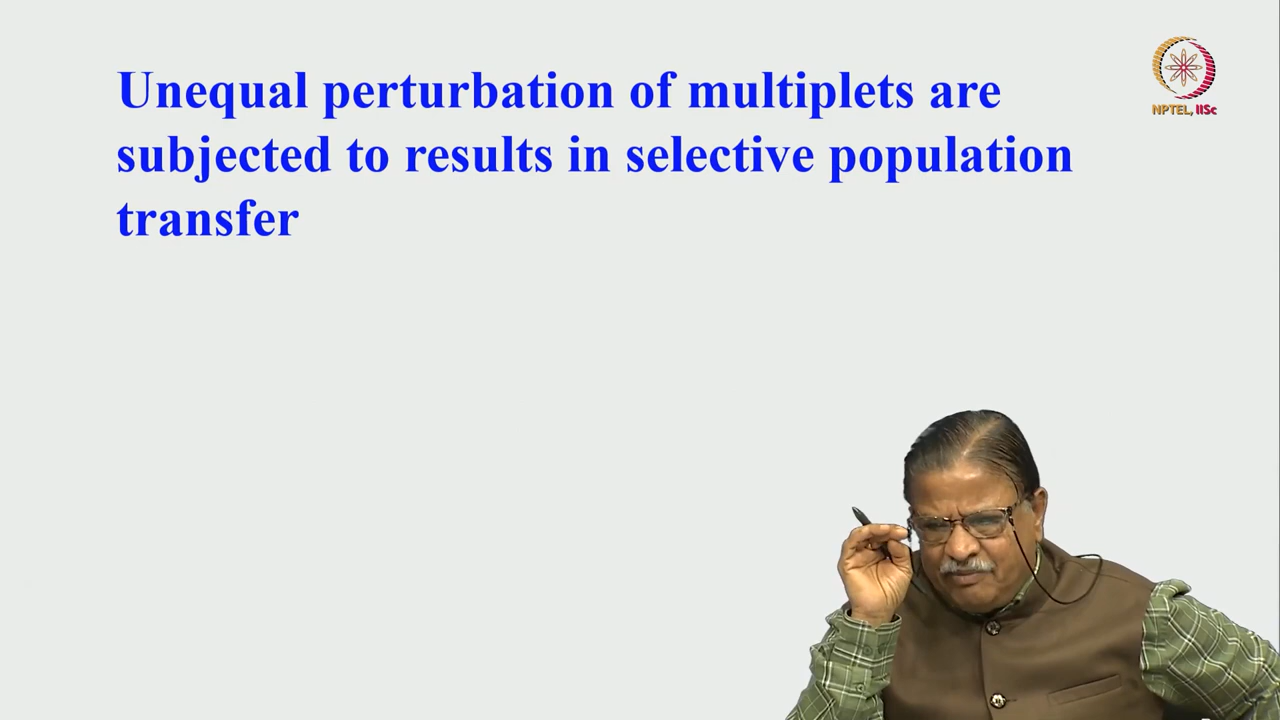 Unequal perturbation of multiplets are
subjected to results in selective population
transfer
NPTEL, IISc